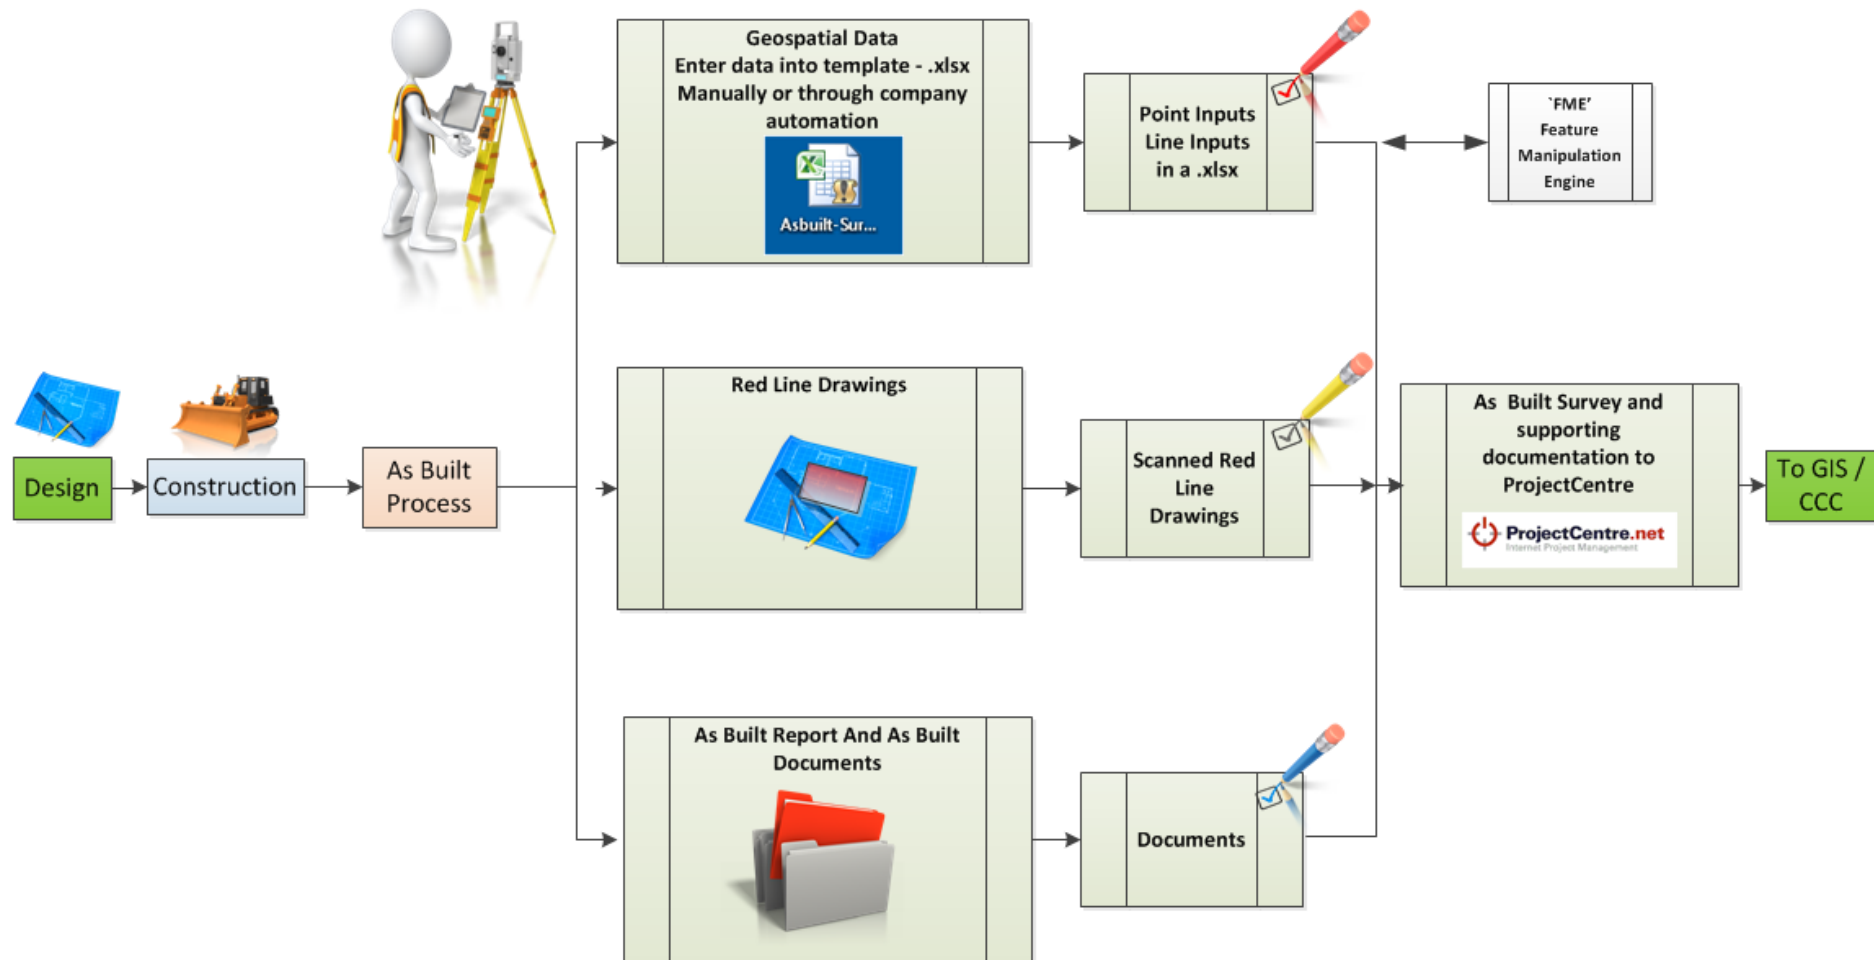 Geospatial Data
Enter data into template - .xlsx
Manually or through company
automation
Asbuilt-Sur...
Point Inputs
Line Inputs
in a .xlsx
`FME’
Feature
Manipulation
Engine
Design
Construction
As Built
Process
Red Line Drawings
Scanned Red
Line
Drawings
As Built Survey and
supporting
documentation to
ProjectCentre
ProjectCentre.net
Internet Project Management
To GIS /
CCC
As Built Report And As Built
Documents
Documents